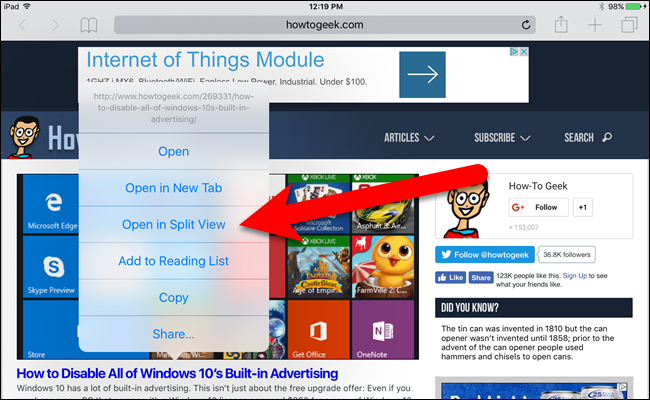 iPad 12:19 PM 98%
howtogeek.com
Internet of Things Module
1GHZ i.MX6, Bluetooth/WiFi, Fanless Low Power. Industrial. Under $100.
http://www.howtogeek.com/269331/how-
to-disable-all-of-windows-10s-built-in-
advertising/
Open
Open in New Tab
Open in Split View
Add to Reading List
Copy
Share...
How
ARTICLES SUBSCRIBE SEARCH
Microsoft Edge
Skype Preview
Store
XBOX LIVE
XBOX LIVE
Microsoft
Solitaire Collection
Asphalt 8: Air
XBOX LIVE
Age of Empir
FarmVille 2: C
Get Office
OneNote
How-To Geek
G+ Follow +1
+ 153,007
Follow @howtogeek 36.8K followers
Like Share 123K people like this. Sign Up to see
what your friends like.
DID YOU KNOW?
The tin can was invented in 1810 but the can
opener wasn't invented until 1858; prior to
the advent of the can opener people used
hammers and chisels to open cans.
How to Disable All of Windows 10's Built-in Advertising
Windows 10 has a lot of built-in advertising. This isn't just about the free upgrade offer: Even if you